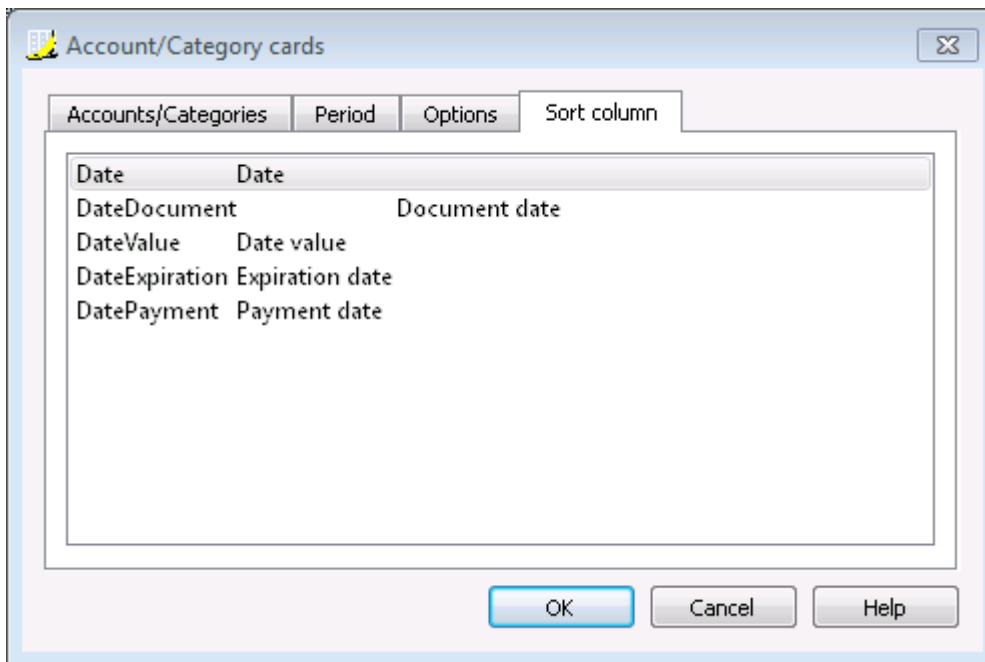 Account/Category cards
Accounts/Categories Period Options Sort column
Date Date
DateDocument Document date
DateValue Date value
DateExpiration Expiration date
DatePayment Payment date
OK Cancel Help